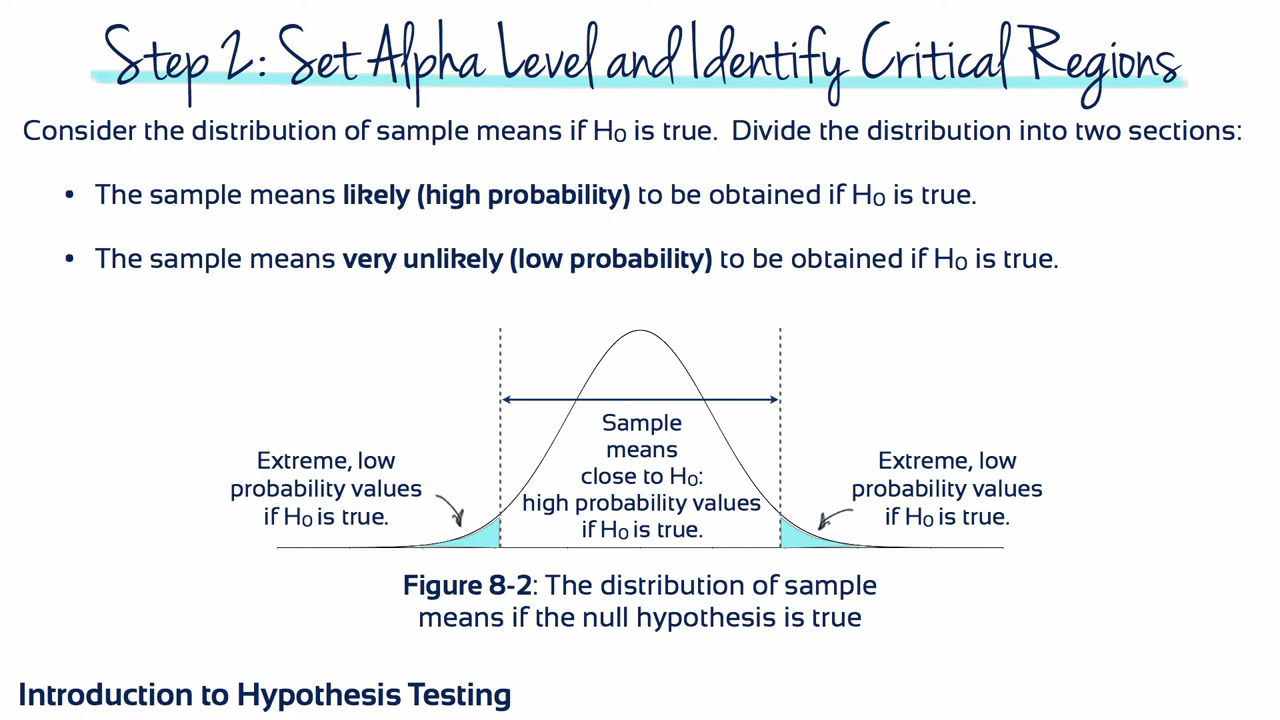 Step 2: Set Alpha Level and Identify Critical Regions
Consider the distribution of sample means if H₀ is true. Divide the distribution into two sections:
• The sample means likely (high probability) to be obtained if H₀ is true.
• The sample means very unlikely (low probability) to be obtained if H₀ is true.
Extreme, low
probability values
if H₀ is true.
Sample
means
close to H₀:
high probability values
if H₀ is true.
Extreme, low
probability values
if H₀ is true.
Figure 8-2: The distribution of sample
means if the null hypothesis is true
Introduction to Hypothesis Testing